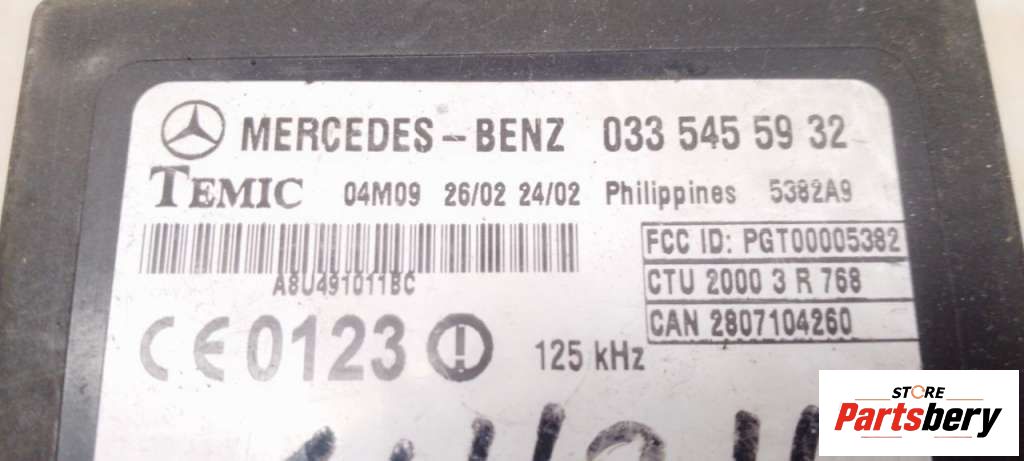 MERCEDES-BENZ 033 545 59 32
TEMIC 04M09 26/02 24/02 Philippines 5382A9
FCC ID: PGT00005382
A8U491011BC
CTU 2000 3 R 768
CAN 2807104260
CE 0123
125 kHz
STORE
Partsbery